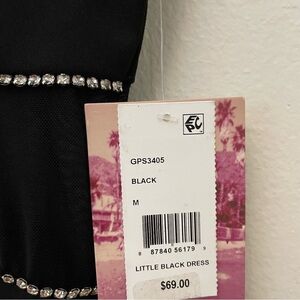 GPS3405
BLACK
M
8 87840 56179 9
LITTLE BLACK DRESS
$69.00